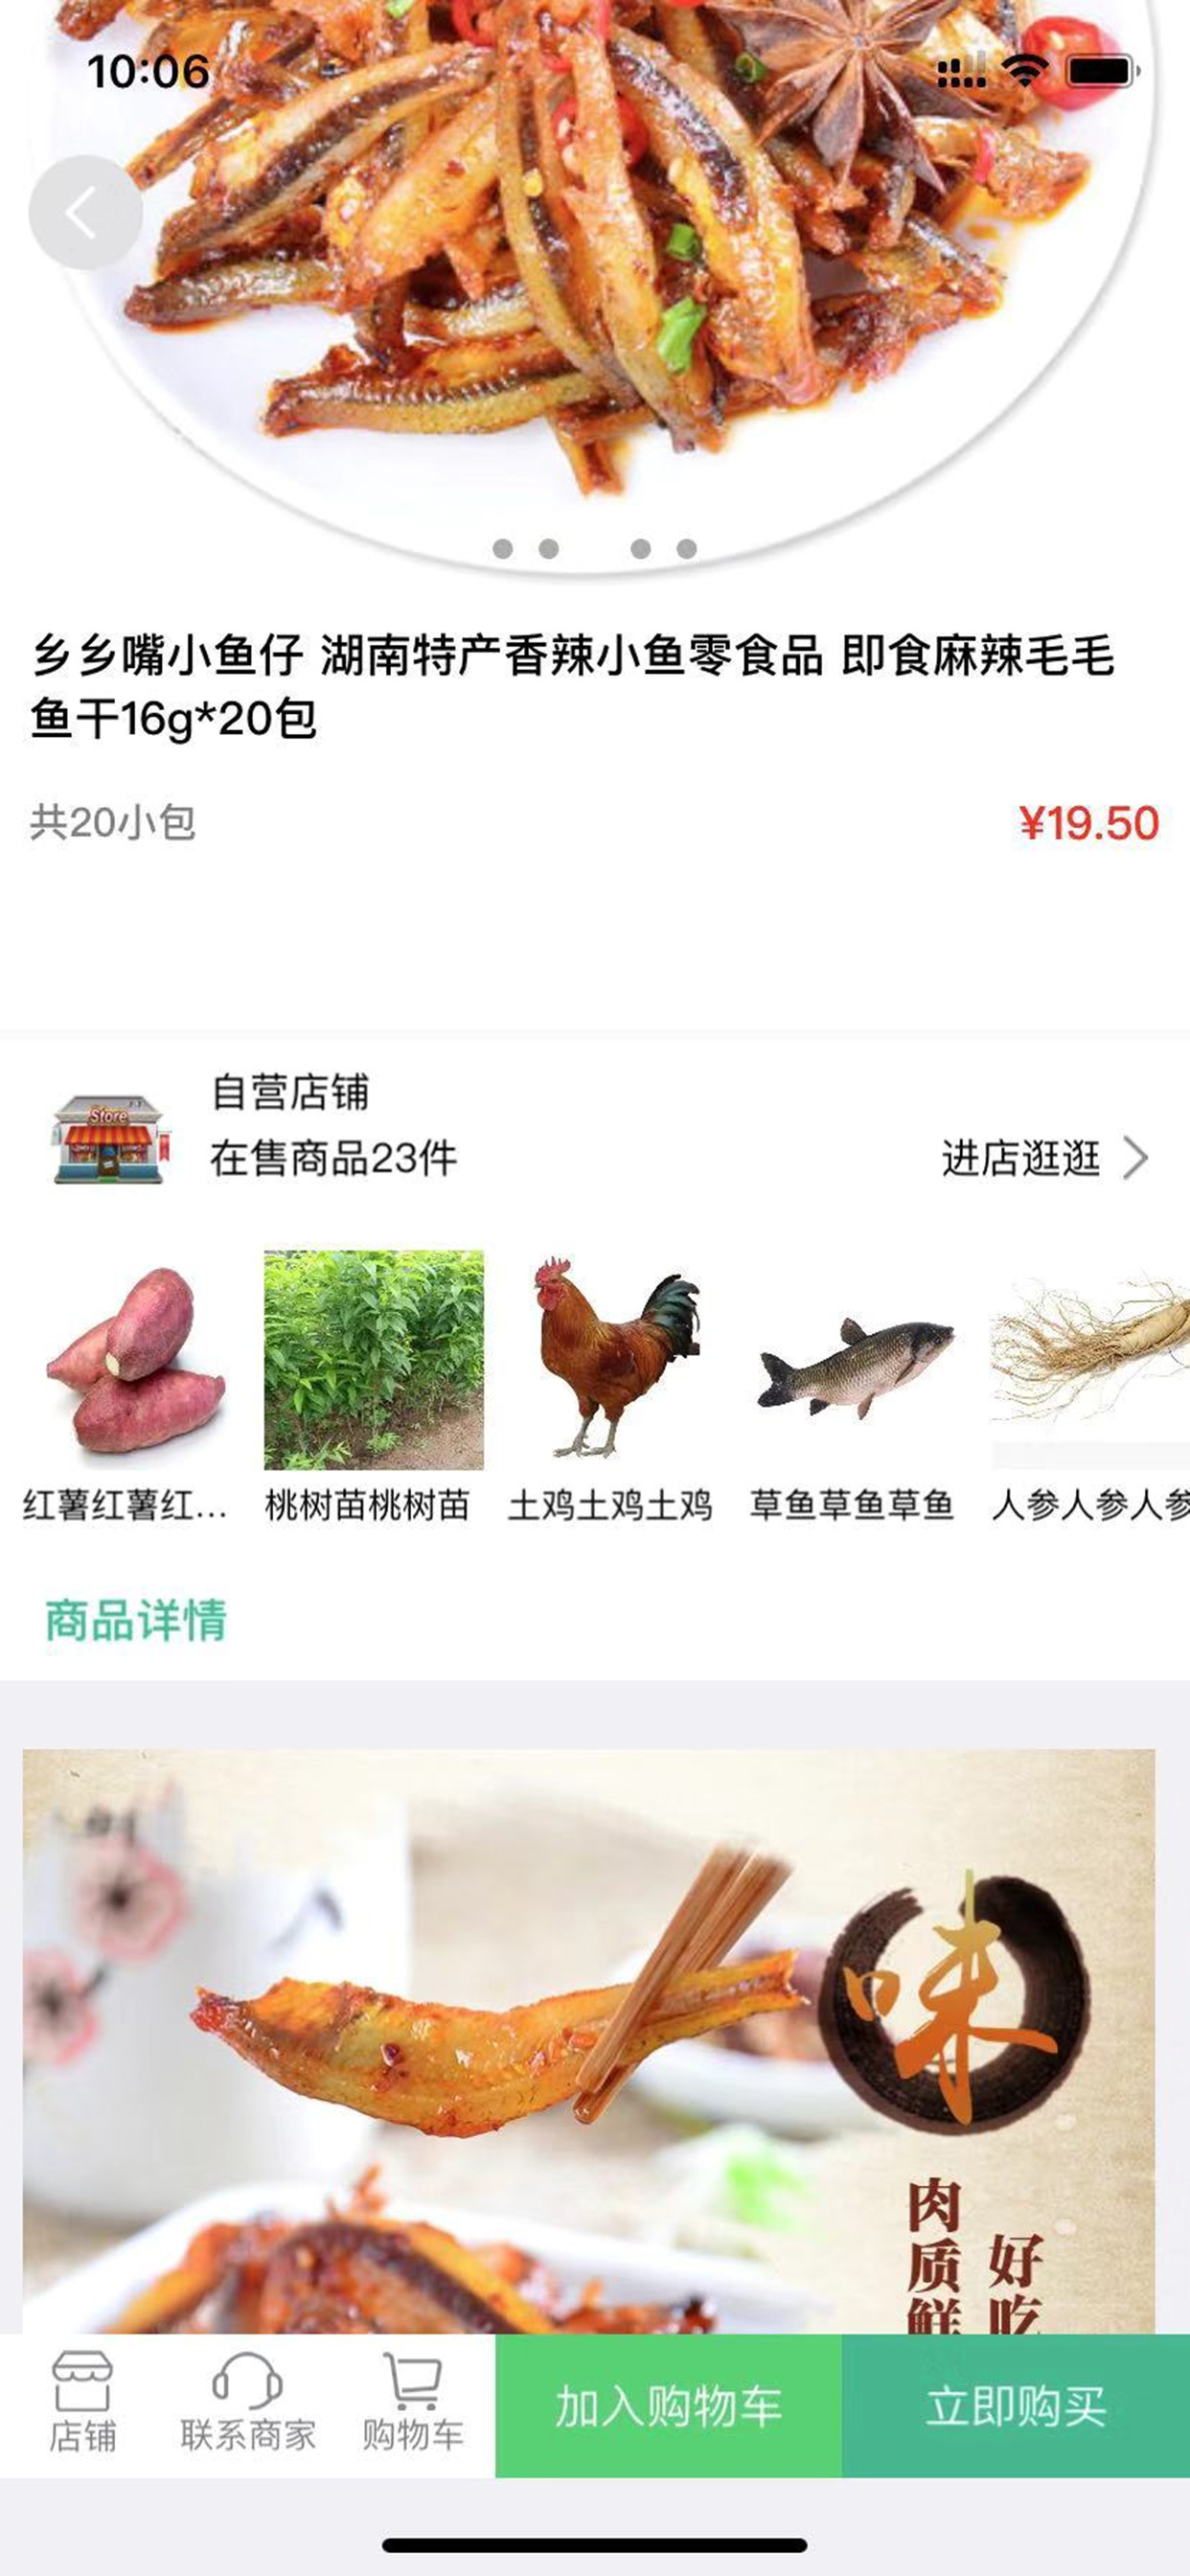 10:06
乡乡嘴小鱼仔 湖南特产香辣小鱼零食品 即食麻辣毛毛
鱼干16g*20包
共20小包
¥19.50
Store
自营店铺
在售商品23件
进店逛逛
红薯红薯红...
桃树苗桃树苗
土鸡土鸡土鸡
草鱼草鱼草鱼
人参人参人参
商品详情
味
好吃
肉质鲜
店铺
联系商家
购物车
加入购物车
立即购买